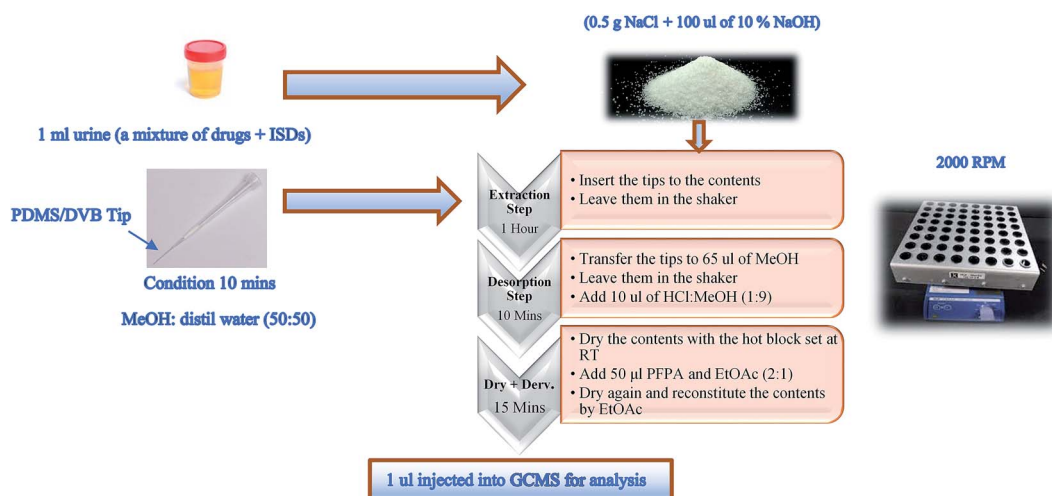 (0.5 g NaCl + 100 ul of 10 % NaOH)
1 ml urine (a mixture of drugs + ISDs)
2000 RPM
PDMS/DVB Tip
Condition 10 mins
MeOH: distil water (50:50)
Extraction
Step
1 Hour
• Insert the tips to the contents
• Leave them in the shaker
Desorption
Step
10 Mins
• Transfer the tips to 65 ul of MeOH
• Leave them in the shaker
• Add 10 ul of HCl:MeOH (1:9)
Dry + Derv.
15 Mins
• Dry the contents with the hot block set at
RT
• Add 50 μl PFPA and EtOAc (2:1)
• Dry again and reconstitute the contents
by EtOAc
1 ul injected into GCMS for analysis